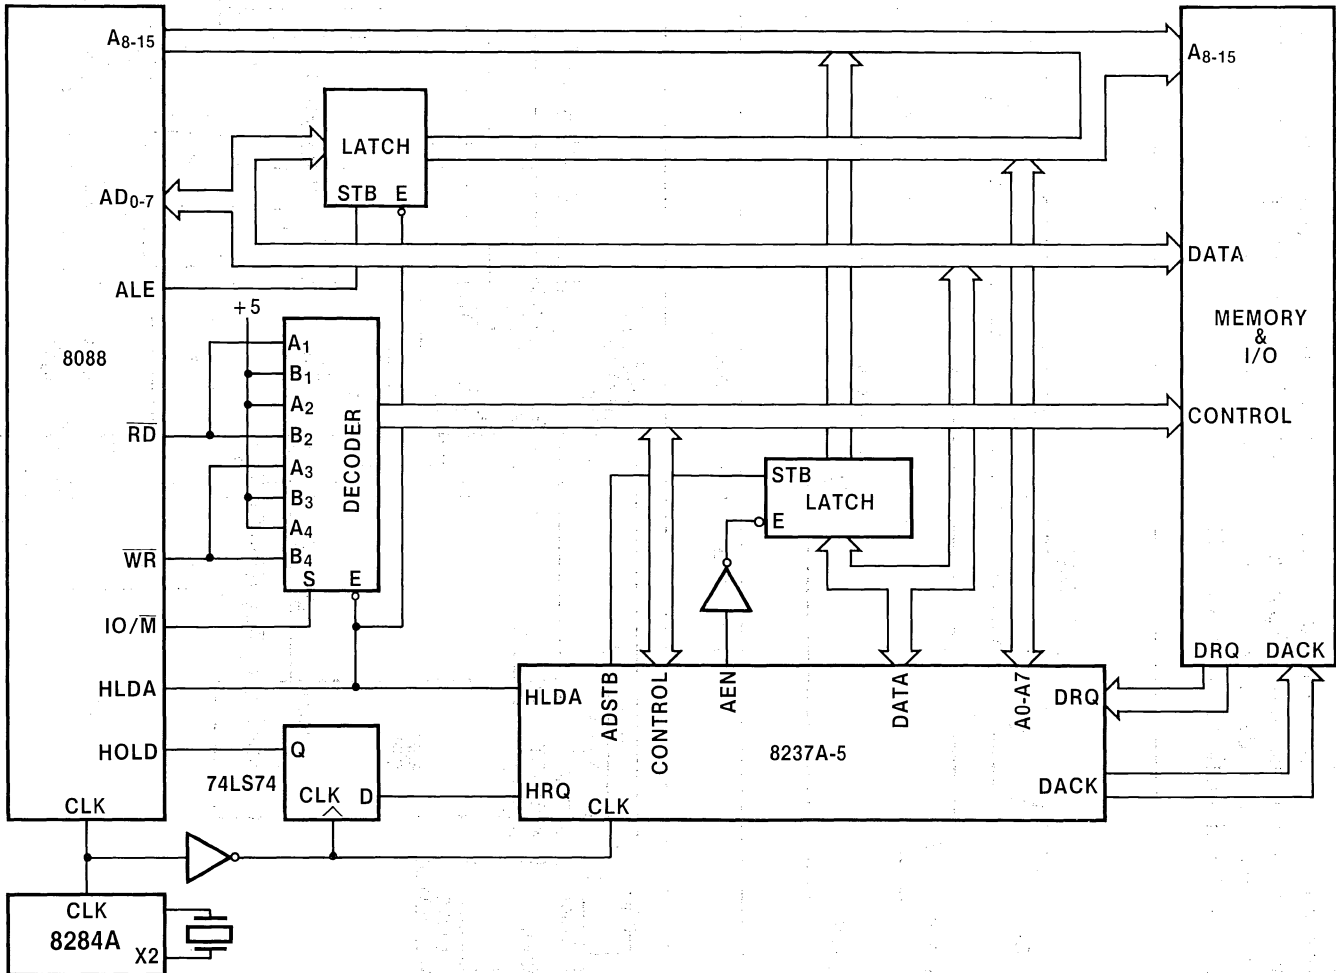 A8-15
AD0-7
ALE
8088
R̅D̅
W̅R̅
IO/M̅
HLDA
HOLD
CLK
LATCH
STB E
+5
A1
B1
A2
B2
A3
B3
A4
B4
S E
DECODER
74LS74
Q
CLK D
CLK
8284A
X2
STB
LATCH
E
HLDA
HRQ
ADSTB
CONTROL
AEN
DATA
A0-A7
DRQ
8237A-5
DACK
CLK
A8-15
DATA
MEMORY
&
I/O
CONTROL
DRQ DACK